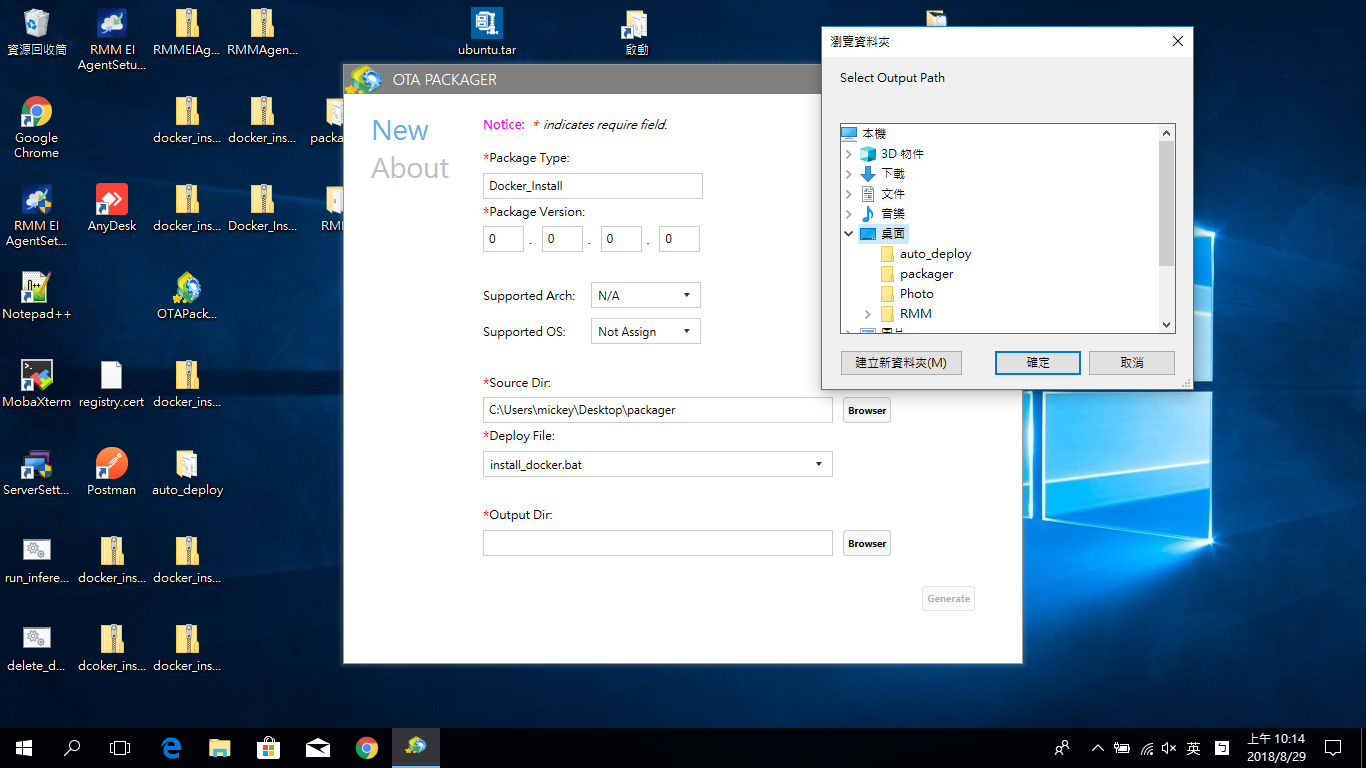 資源回收筒
RMM EI
AgentSetu...
RMMEIAg...
RMMAgen...
ubuntu.tar
啟動
Google
Chrome
docker_ins...
docker_ins...
packa
RMM EI
AgentSet...
AnyDesk
docker_ins...
Docker_Ins...
Notepad++
OTAPack...
MobaXterm
registry.cert
docker_ins...
ServerSett...
Postman
auto_deploy
run_infere...
docker_ins...
docker_ins...
delete_d...
dcoker_ins...
docker_ins...
OTA PACKAGER
New
About
Notice: * indicates require field.
*Package Type:
Docker_Install
*Package Version:
0 . 0 . 0 . 0
Supported Arch: N/A
Supported OS: Not Assign
*Source Dir:
C:\Users\mickey\Desktop\packager Browser
*Deploy File:
install_docker.bat
*Output Dir:
Browser
Generate
瀏覽資料夾
Select Output Path
本機
3D 物件
下載
文件
音樂
桌面
auto_deploy
packager
Photo
RMM
建立新資料夾(M) 確定 取消
英
上午 10:14
2018/8/29